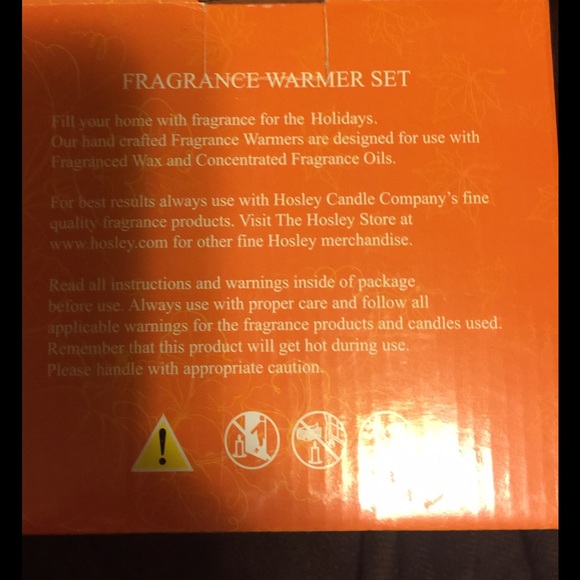 FRAGRANCE WARMER SET
Fill your home with fragrance for the Holidays.
Our hand crafted Fragrance Warmers are designed for use with
Fragranced Wax and Concentrated Fragrance Oils.
For best results always use with Hosley Candle Company's fine
quality fragrance products. Visit The Hosley Store at
www.hosley.com for other fine Hosley merchandise.
Read all instructions and warnings inside of package
before use. Always use with proper care and follow all
applicable warnings for the fragrance products and candles used.
Remember that this product will get hot during use.
Please handle with appropriate caution.